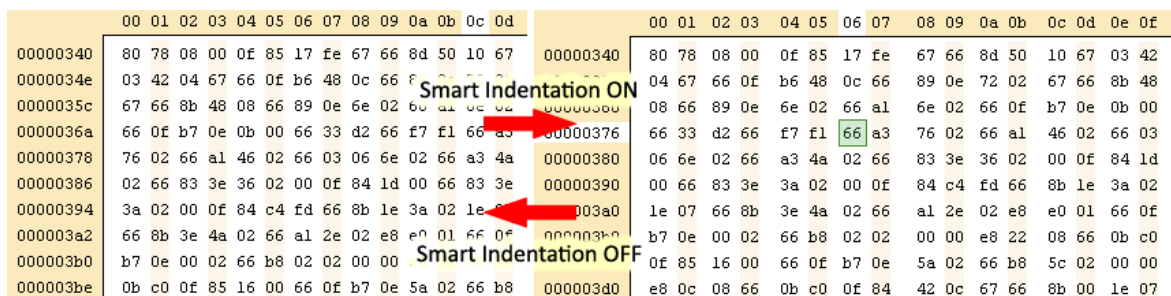 00 01 02 03 04 05 06 07 08 09 0a 0b 0c 0d
00000340 80 78 08 00 0f 85 17 fe 67 66 8d 50 10 67
0000034e 03 42 04 67 66 0f b6 48 0c 66
0000035c 67 66 8b 48 08 66 89 0e 6e 02
0000036a 66 0f b7 0e 0b 00 66 33 d2 66 f7 f1 66 a3
00000378 76 02 66 a1 46 02 66 03 06 6e 02 66 a3 4a
00000386 02 66 83 3e 36 02 00 0f 84 1d 00 66 83 3e
00000394 3a 02 00 0f 84 c4 fd 66 8b 1e 3a 02 1e
000003a2 66 8b 3e 4a 02 66 a1 2e 02 e8 e0 01 66 0f
000003b0 b7 0e 00 02 66 b8 02 02 00 00
000003be 0b c0 0f 85 16 00 66 0f b7 0e 5a 02 66 b8
Smart Indentation ON
Smart Indentation OFF
00 01 02 03 04 05 06 07 08 09 0a 0b 0c 0d 0e 0f
00000340 80 78 08 00 0f 85 17 fe 67 66 8d 50 10 67 03 42
04 67 66 0f b6 48 0c 66 89 0e 72 02 67 66 8b 48
08 66 89 0e 6e 02 66 a1 6e 02 66 0f b7 0e 0b 00
00000376 66 33 d2 66 f7 f1 66 a3 76 02 66 a1 46 02 66 03
00000380 06 6e 02 66 a3 4a 02 66 83 3e 36 02 00 0f 84 1d
00000390 00 66 83 3e 3a 02 00 0f 84 c4 fd 66 8b 1e 3a 02
1e 07 66 8b 3e 4a 02 66 a1 2e 02 e8 e0 01 66 0f
b7 0e 00 02 66 b8 02 02 00 00 e8 22 08 66 0b c0
0f 85 16 00 66 0f b7 0e 5a 02 66 b8 5c 02 00 00
000003d0 e8 0c 08 66 0b c0 0f 84 42 0c 67 66 8b 00 1e 07